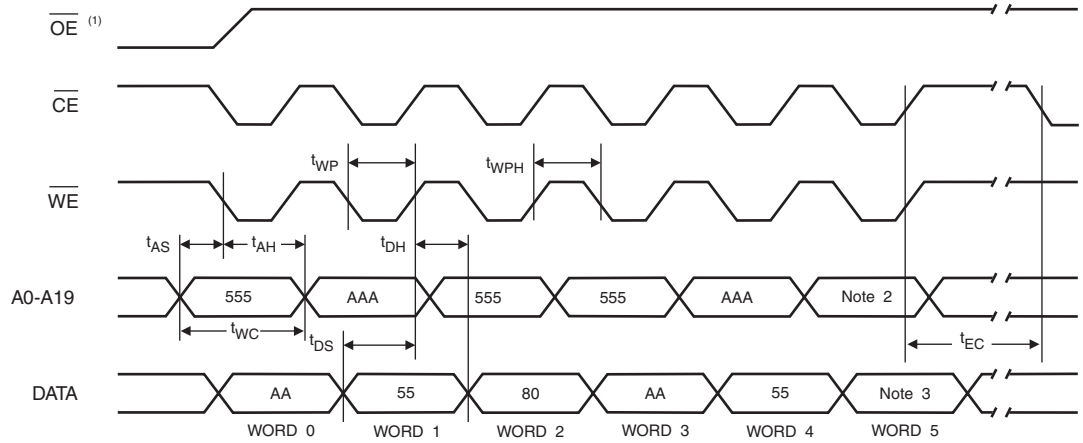 OE (1)
CE
tWP
tWPH
WE
tAS
tAH
tDH
A0-A19
555
AAA
555
555
AAA
Note 2
tWC
tDS
tEC
DATA
AA
55
80
AA
55
Note 3
WORD 0
WORD 1
WORD 2
WORD 3
WORD 4
WORD 5